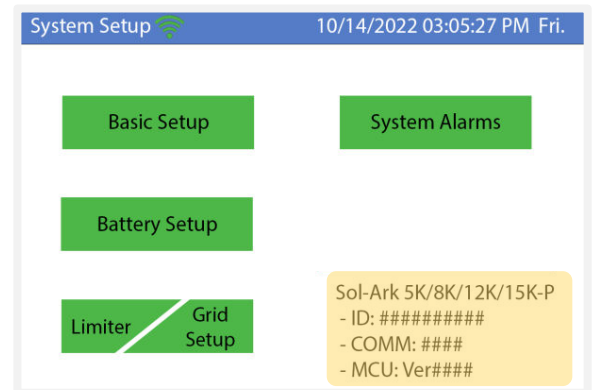 System Setup 10/14/2022 03:05:27 PM Fri.
Basic Setup
System Alarms
Battery Setup
Limiter
Grid
Setup
Sol-Ark 5K/8K/12K/15K-P
- ID: ##########
- COMM: ####
- MCU: Ver####